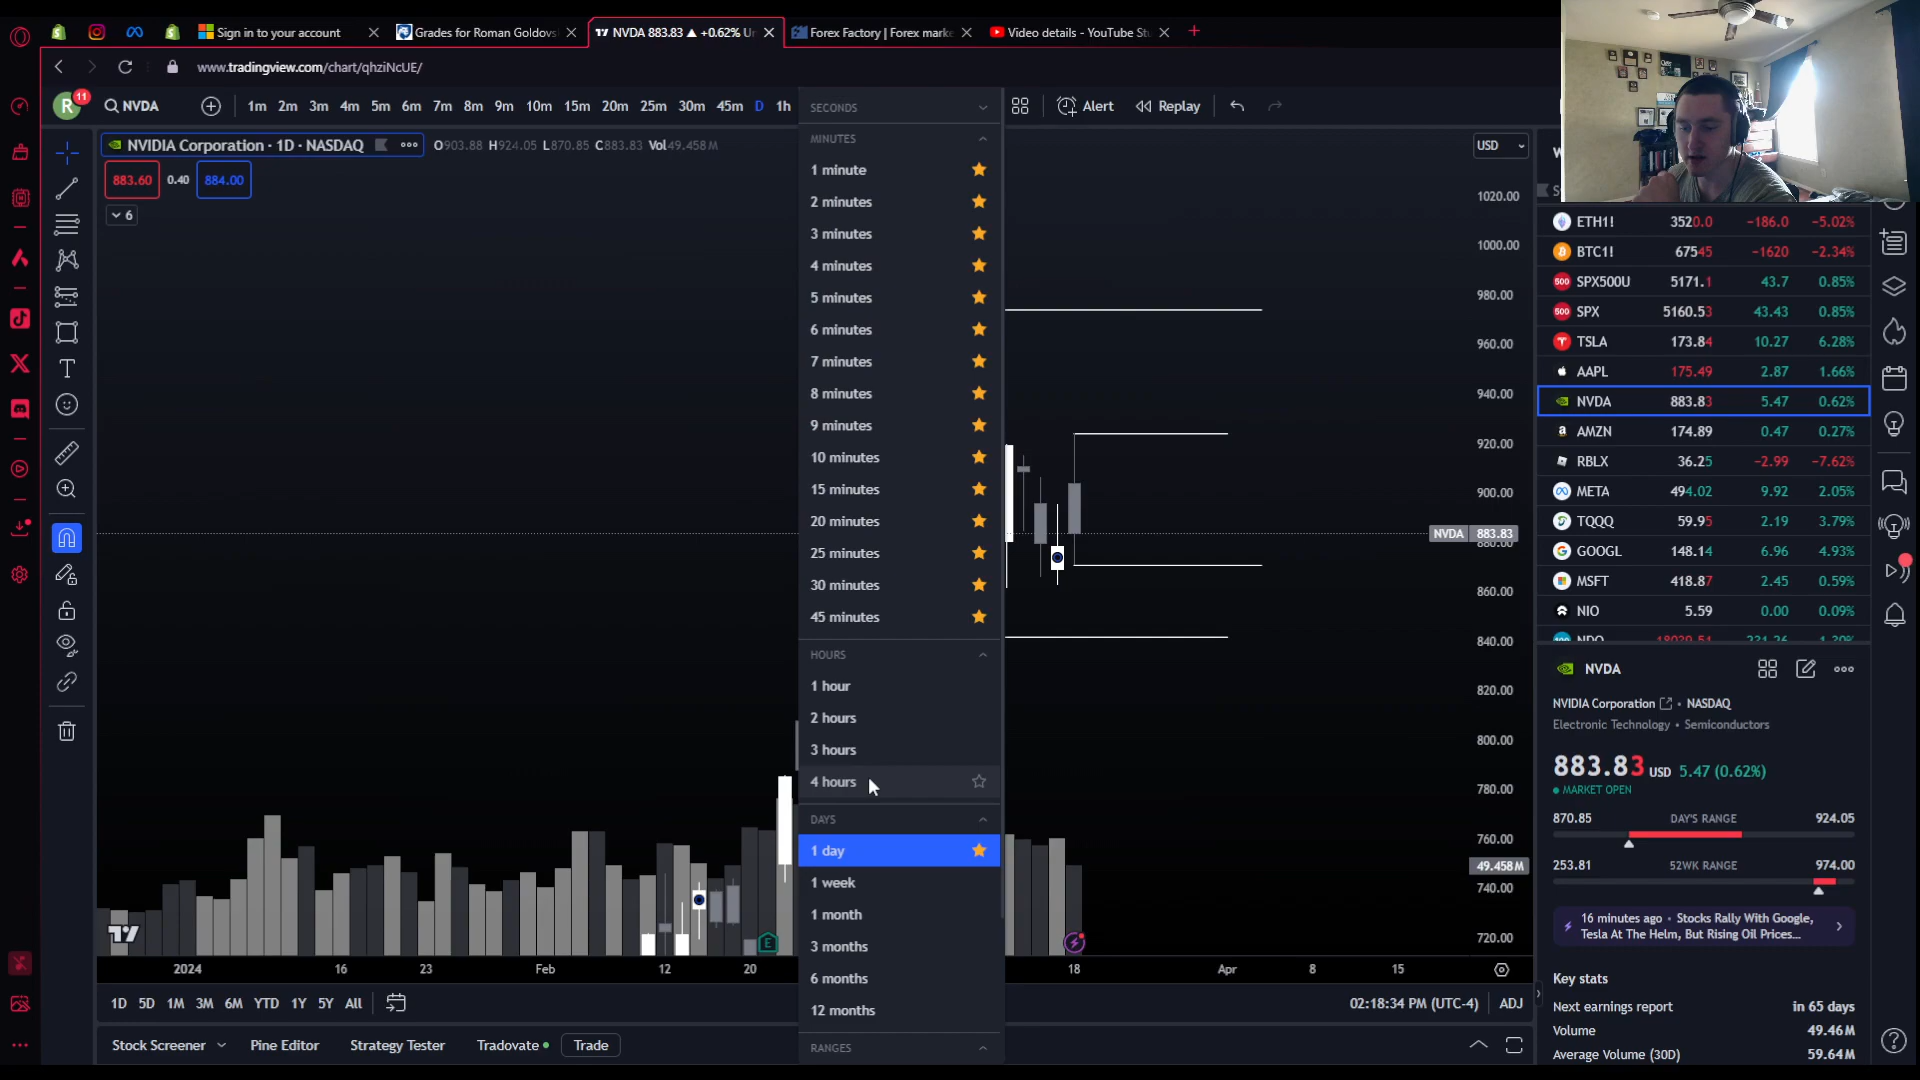 Sign in to your account
Grades for Roman Goldovs
NVDA 883.83 ▲ +0.62% U
Forex Factory | Forex marke
Video details - YouTube St
www.tradingview.com/chart/qhziNcUE/
R 11
NVDA
1m 2m 3m 4m 5m 6m 7m 8m 9m 10m 15m 20m 25m 30m 45m D 1h
Alert
Replay
NVIDIA Corporation · 1D · NASDAQ
O903.88 H924.05 L870.85 C883.83 Vol49.458M
883.60 0.40 884.00
6
SECONDS
MINUTES
1 minute
2 minutes
3 minutes
4 minutes
5 minutes
6 minutes
7 minutes
8 minutes
9 minutes
10 minutes
15 minutes
20 minutes
25 minutes
30 minutes
45 minutes
HOURS
1 hour
2 hours
3 hours
4 hours
DAYS
1 day
1 week
1 month
3 months
6 months
12 months
RANGES
USD
1020.00
1000.00
980.00
960.00
940.00
920.00
900.00
NVDA 883.83
880.00
860.00
840.00
820.00
800.00
780.00
760.00
49.458M
740.00
720.00
2024 16 23 Feb 12 20 18 Apr 8 15
E
1D 5D 1M 3M 6M YTD 1Y 5Y All
02:18:34 PM (UTC-4) ADJ
Stock Screener Pine Editor Strategy Tester Tradovate Trade
ETH1! 3520.0 −186.0 −5.02%
BTC1! 67545 −1620 −2.34%
500 SPX500U 5171.1 43.7 0.85%
500 SPX 5160.53 43.43 0.85%
TSLA 173.84 10.27 6.28%
AAPL 175.49 2.87 1.66%
NVDA 883.83 5.47 0.62%
AMZN 174.89 0.47 0.27%
RBLX 36.25 −2.99 −7.62%
META 494.02 9.92 2.05%
TQQQ 59.95 2.19 3.79%
GOOGL 148.14 6.96 4.93%
MSFT 418.87 2.45 0.59%
NIO 5.59 0.00 0.09%
NDQ 18039.51 231.26 1.30%
NVDA
NVIDIA Corporation • NASDAQ
Electronic Technology • Semiconductors
883.83 USD 5.47 (0.62%)
MARKET OPEN
870.85 DAY'S RANGE 924.05
253.81 52WK RANGE 974.00
16 minutes ago • Stocks Rally With Google,
Tesla At The Helm, But Rising Oil Prices...
Key stats
Next earnings report in 65 days
Volume 49.46M
Average Volume (30D) 59.64M